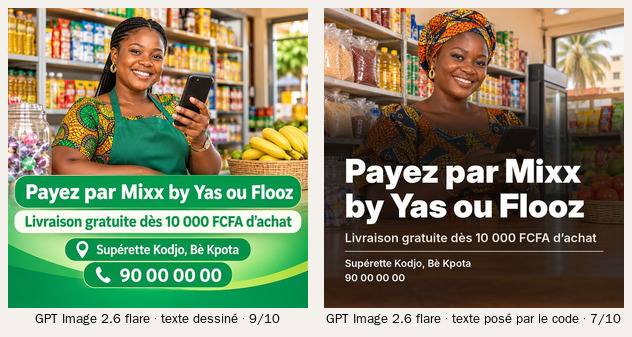 Payez par Mixx by Yas ou Flooz
Livraison gratuite dès 10 000 FCFA d'achat
Supérette Kodjo, Bè Kpota
90 00 00 00
GPT Image 2.6 flare · texte dessiné · 9/10
Payez par Mixx
by Yas ou Flooz
Livraison gratuite dès 10 000 FCFA d'achat
Supérette Kodjo, Bè Kpota
90 00 00 00
GPT Image 2.6 flare · texte posé par le code · 7/10